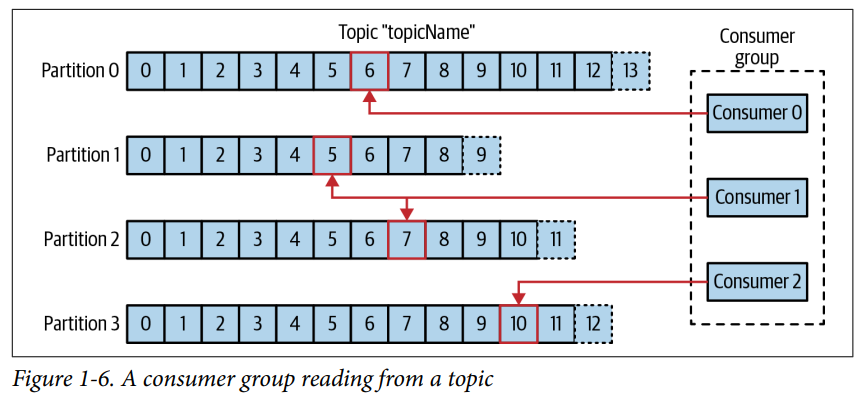 Topic "topicName"
Consumer
group
Partition 0 0 1 2 3 4 5 6 7 8 9 10 11 12 13
Consumer 0
Partition 1 0 1 2 3 4 5 6 7 8 9
Consumer 1
Partition 2 0 1 2 3 4 5 6 7 8 9 10 11
Consumer 2
Partition 3 0 1 2 3 4 5 6 7 8 9 10 11 12
Figure 1-6. A consumer group reading from a topic